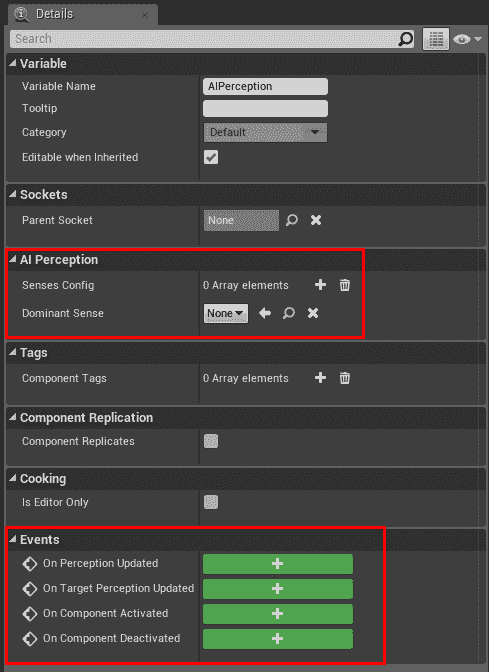 Details
Search
Variable
Variable Name AIPerception
Tooltip
Category Default
Editable when Inherited
Sockets
Parent Socket None
AI Perception
Senses Config 0 Array elements
Dominant Sense None
Tags
Component Tags 0 Array elements
Component Replication
Component Replicates
Cooking
Is Editor Only
Events
On Perception Updated
On Target Perception Updated
On Component Activated
On Component Deactivated